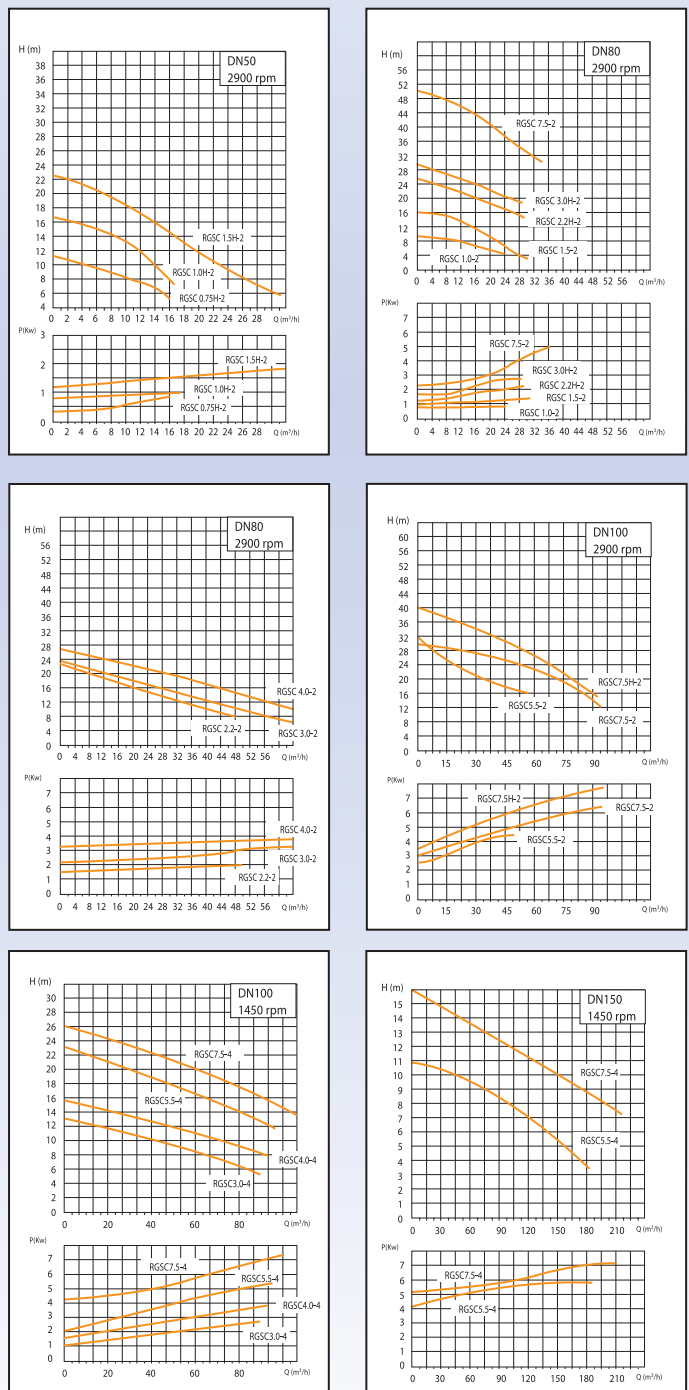 H (m)
DN50
2900 rpm
38
36
34
32
30
28
26
24
22
20
18
16
14
12
10
8
6
4
RGSC 1.5H-2
RGSC 1.0H-2
RGSC 0.75H-2
0 2 4 6 8 10 12 14 16 18 20 22 24 26 28 Q (m³/h)
P(Kw)
3
2
1
0
RGSC 1.5H-2
RGSC 1.0H-2
RGSC 0.75H-2
0 2 4 6 8 10 12 14 16 18 20 22 24 26 28 Q (m³/h)
H (m)
DN80
2900 rpm
56
52
48
44
40
36
32
28
24
20
16
12
8
4
0
RGSC 7.5-2
RGSC 3.0H-2
RGSC 2.2H-2
RGSC 1.5-2
RGSC 1.0-2
0 4 8 12 16 20 24 28 32 36 40 44 48 52 56 Q (m³/h)
P(Kw)
7
6
5
4
3
2
1
0
RGSC 7.5-2
RGSC 3.0H-2
RGSC 2.2H-2
RGSC 1.5-2
RGSC 1.0-2
0 4 8 12 16 20 24 28 32 36 40 44 48 52 56 Q (m³/h)
H (m)
DN80
2900 rpm
56
52
48
44
40
36
32
28
24
20
16
12
8
4
0
RGSC 4.0-2
RGSC 2.2-2
RGSC 3.0-2
0 4 8 12 16 20 24 28 32 36 40 44 48 52 56 Q (m³/h)
P(Kw)
7
6
5
4
3
2
1
0
RGSC 4.0-2
RGSC 3.0-2
RGSC 2.2-2
0 4 8 12 16 20 24 28 32 36 40 44 48 52 56 Q (m³/h)
H (m)
DN100
2900 rpm
60
56
52
48
44
40
36
32
28
24
20
16
12
8
4
0
RGSC7.5H-2
RGSC5.5-2
RGSC7.5-2
0 15 30 45 60 75 90 Q (m³/h)
P(Kw)
7
6
5
4
3
2
1
0
RGSC7.5H-2
RGSC7.5-2
RGSC5.5-2
0 15 30 45 60 75 90 Q (m³/h)
H (m)
DN100
1450 rpm
30
28
26
24
22
20
18
16
14
12
10
8
6
4
2
0
RGSC7.5-4
RGSC5.5-4
RGSC4.0-4
RGSC3.0-4
0 20 40 60 80 Q (m³/h)
P(Kw)
7
6
5
4
3
2
1
0
RGSC7.5-4
RGSC5.5-4
RGSC4.0-4
RGSC3.0-4
0 20 40 60 80 Q (m³/h)
H (m)
DN150
1450 rpm
15
14
13
12
11
10
9
8
7
6
5
4
3
2
1
0
RGSC7.5-4
RGSC5.5-4
0 30 60 90 120 150 180 210 Q (m³/h)
P(Kw)
7
6
5
4
3
2
1
0
RGSC7.5-4
RGSC5.5-4
0 30 60 90 120 150 180 210 Q (m³/h)